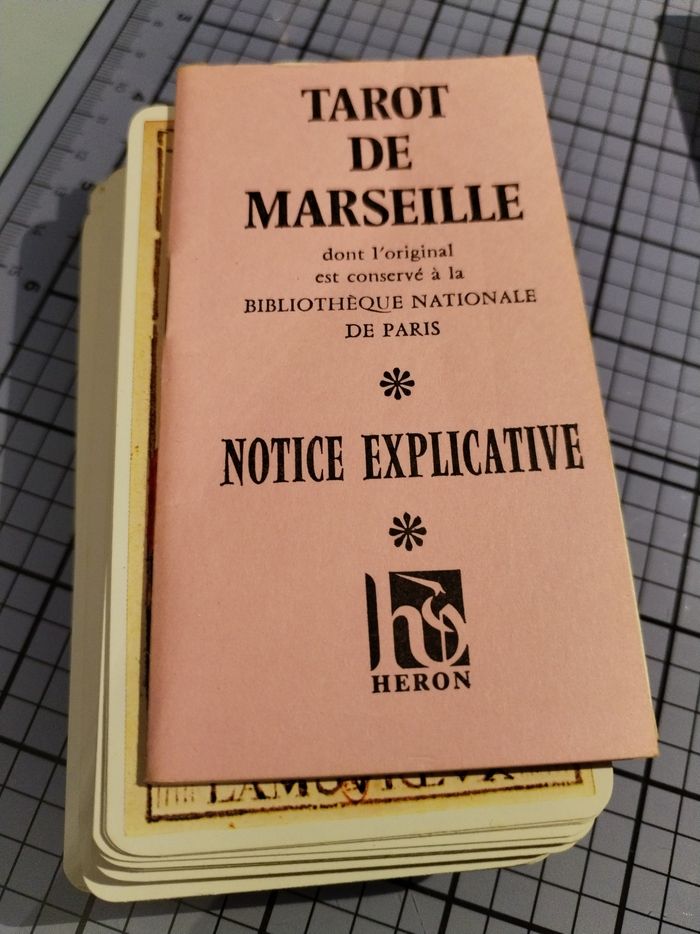 TAROT
DE
MARSEILLE
dont l'original
est conservé à la
BIBLIOTHÈQUE NATIONALE
DE PARIS
NOTICE EXPLICATIVE
HERON